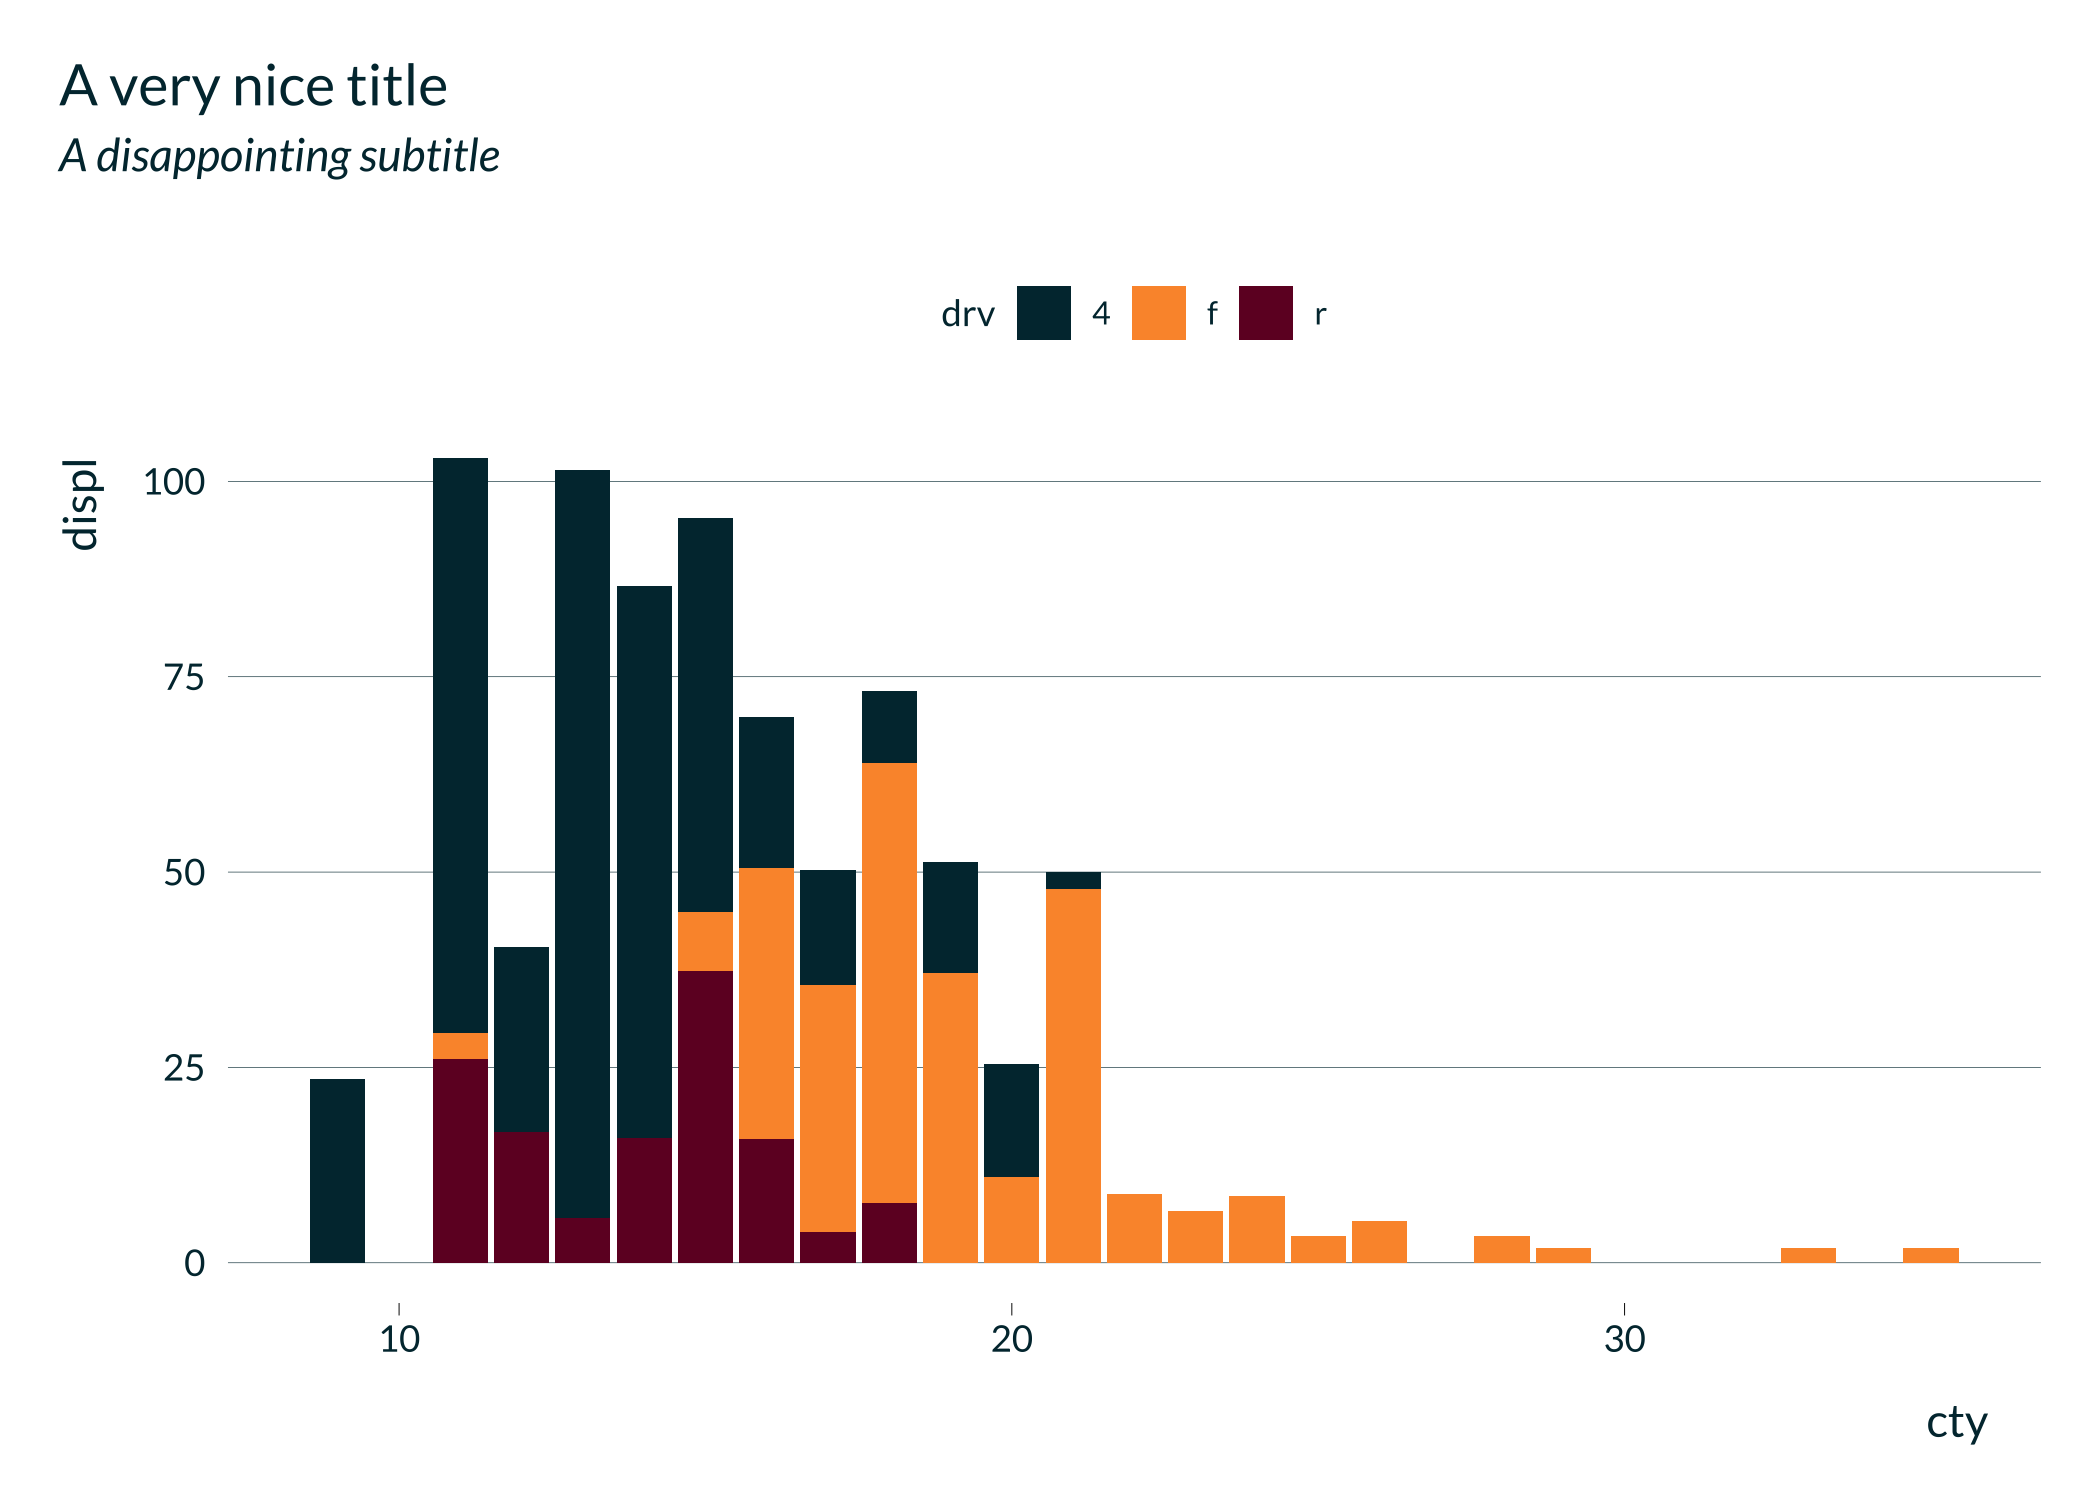 A very nice title
A disappointing subtitle
drv 4 f r
displ
100
75
50
25
0
10 20 30
cty